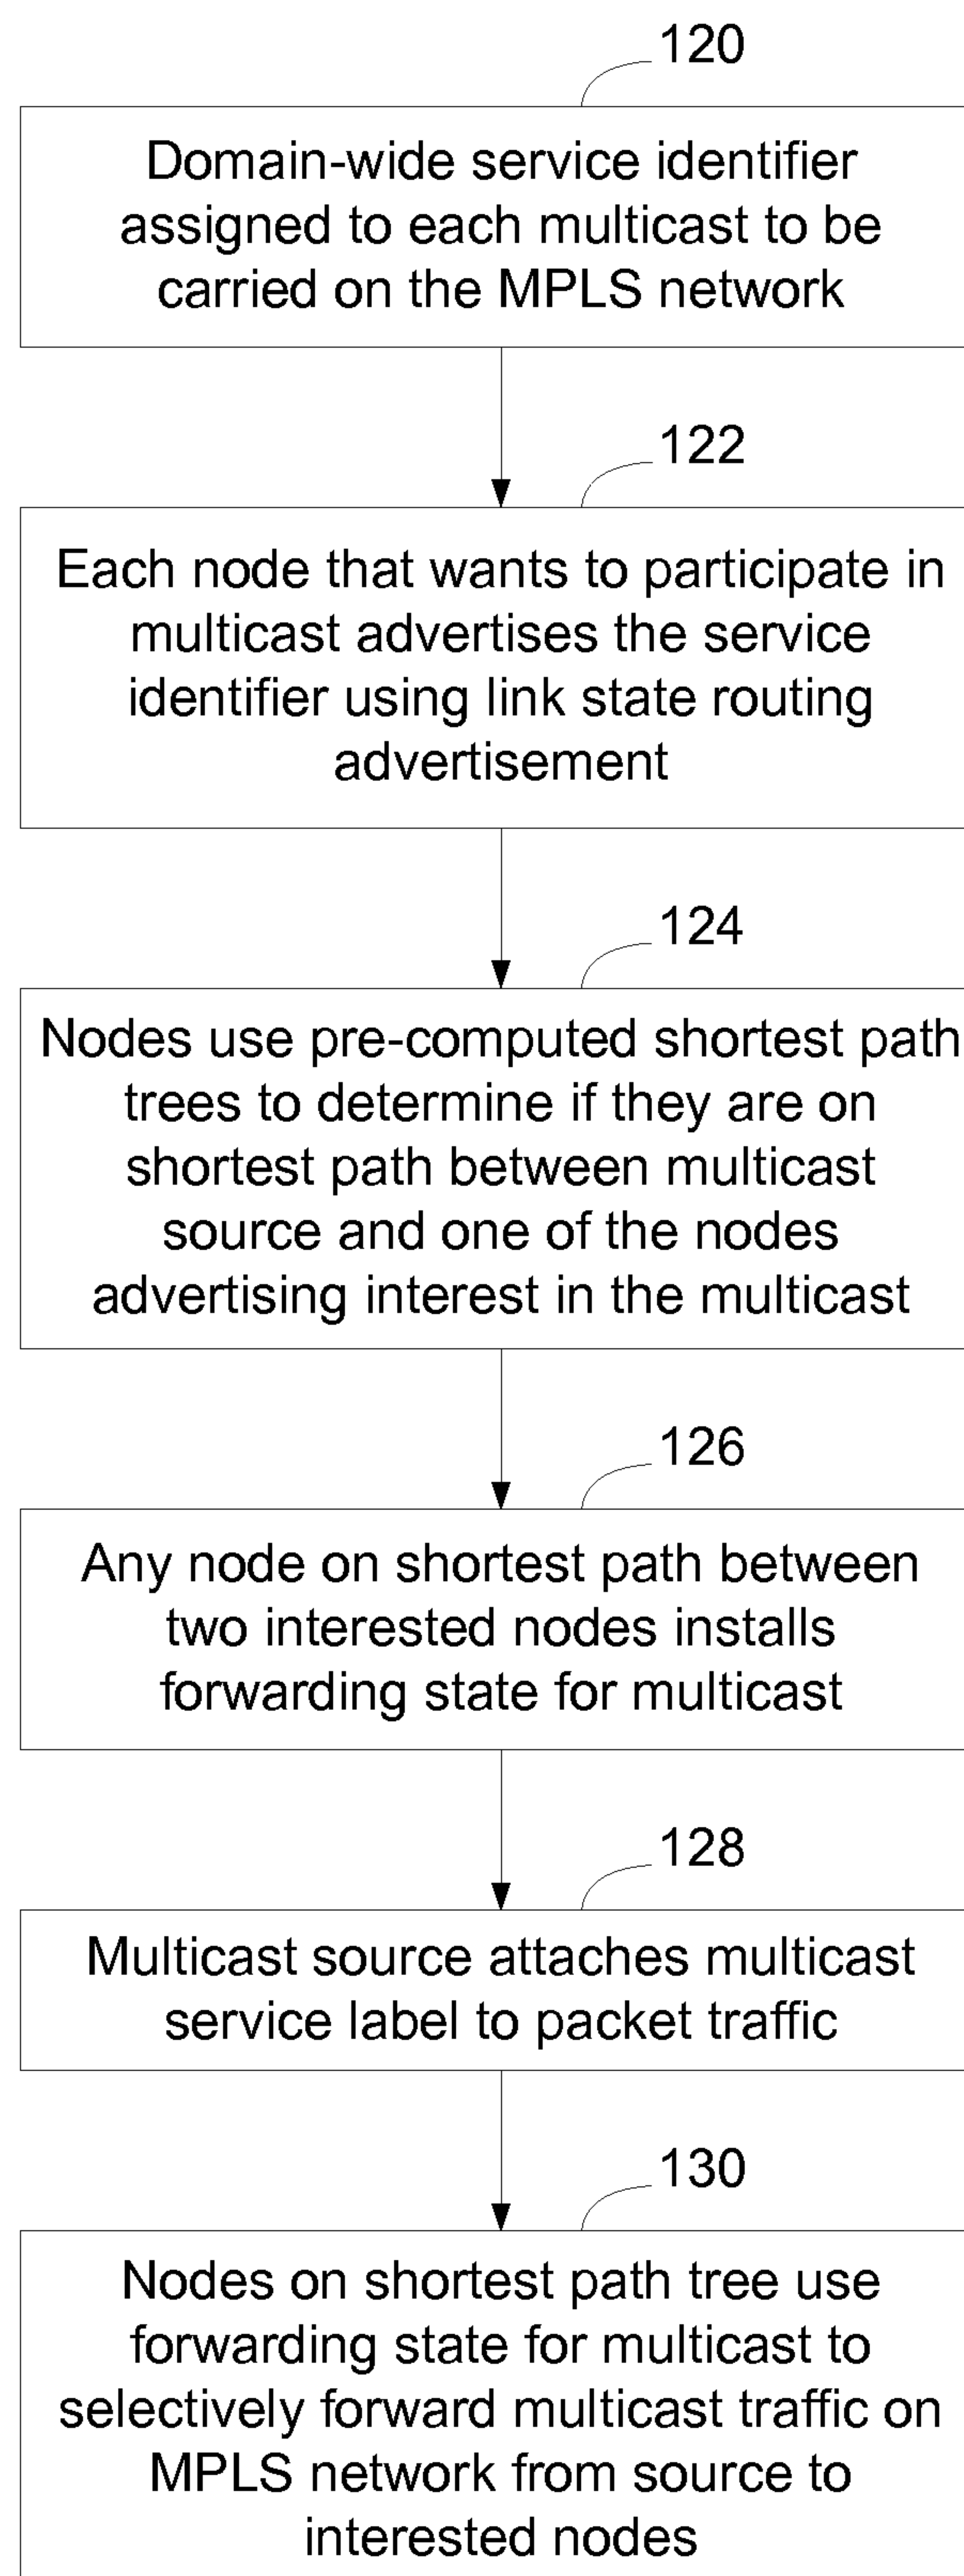 120
Domain-wide service identifier
assigned to each multicast to be
carried on the MPLS network
122
Each node that wants to participate in
multicast advertises the service
identifier using link state routing
advertisement
124
Nodes use pre-computed shortest path
trees to determine if they are on
shortest path between multicast
source and one of the nodes
advertising interest in the multicast
126
Any node on shortest path between
two interested nodes installs
forwarding state for multicast
128
Multicast source attaches multicast
service label to packet traffic
130
Nodes on shortest path tree use
forwarding state for multicast to
selectively forward multicast traffic on
MPLS network from source to
interested nodes